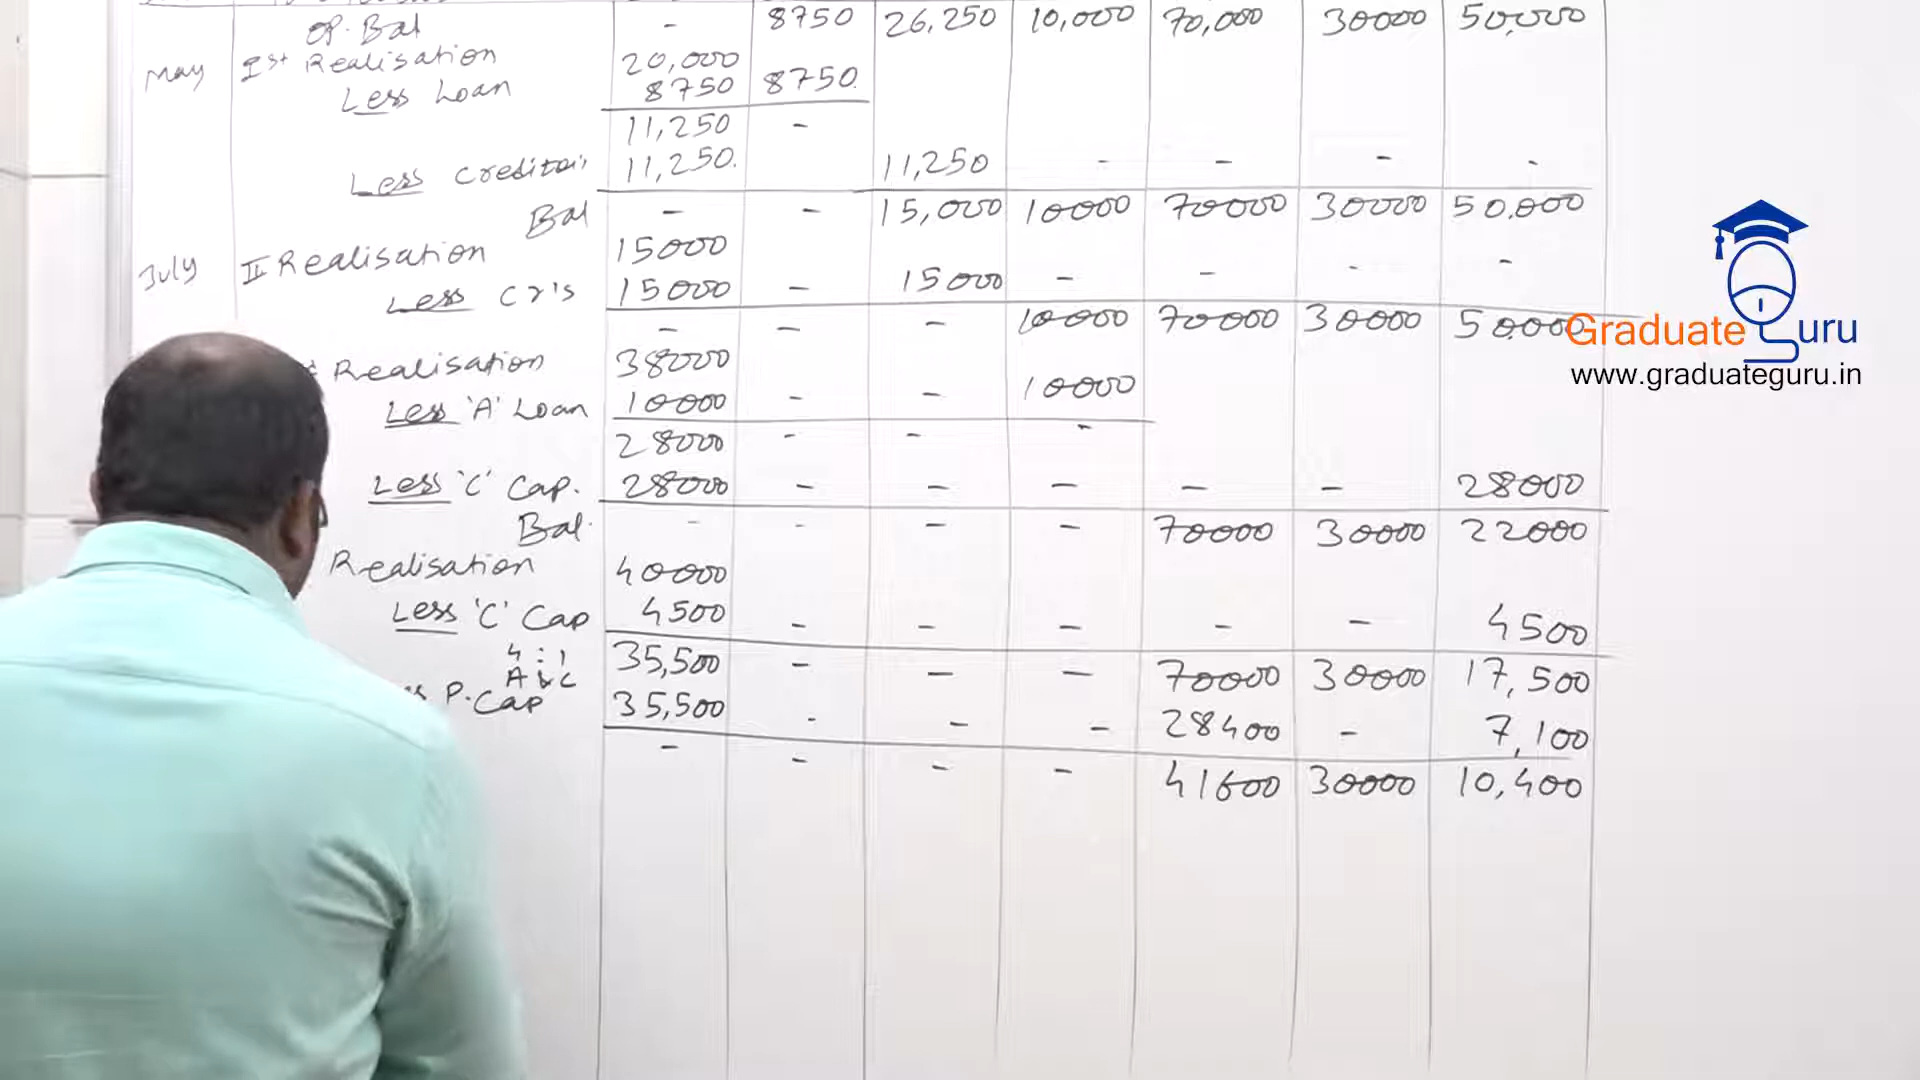 OP. Bal - 8750 26,250 10,000 70,000 30000 50,000
May Ist Realisation 20,000
Less Loan 8750 8750.
11,250 -
Less Creditors 11,250. 11,250 - - - -
Bal - - 15,000 10000 70000 30000 50,000
July II Realisation 15000
Less Cr's 15000 - 15000 - - - -
- - - 10000 70000 30000 50,000
Realisation 38000
Less 'A' Loan 10000 - - 10000
28000 - - -
Less 'C' Cap. 28000 - - - - - 28000
Bal. - - - - 70000 30000 22000
Realisation 40000
Less 'C' Cap 4500 - - - - - 4500
35,500 - - - 70000 30000 17,500
4 : 1
A & C
P. Cap 35,500 - - - 28400 - 7,100
- - - - 41600 30000 10,400
Graduate Guru
www.graduateguru.in